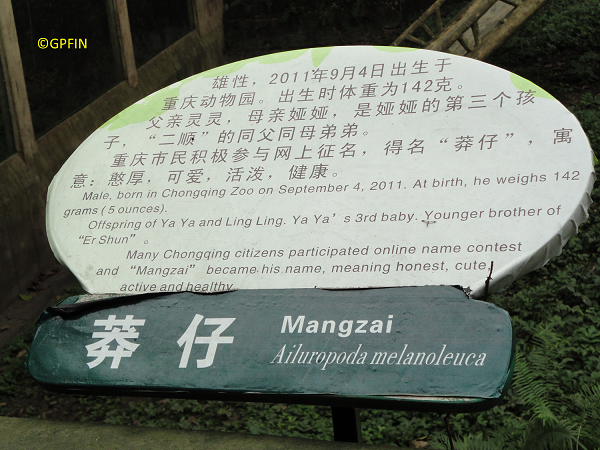 ©GPFIN
雄性，2011年9月4日出生于
重庆动物园。出生时体重为142克。
父亲灵灵，母亲娅娅，是娅娅的第三个孩
子，“二顺”的同父同母弟弟。
重庆市民积极参与网上征名，得名“莽仔”，寓
意：憨厚，可爱，活泼，健康。
Male, born in Chongqing Zoo on September 4, 2011. At birth, he weighs 142
grams ( 5 ounces).
Offspring of Ya Ya and Ling Ling. Ya Ya’s 3rd baby. Younger brother of
“Er Shun”。
Many Chongqing citizens participated online name contest
and “Mangzai” became his name, meaning honest, cute,
active and healthy
莽仔 Mangzai
Ailuropoda melanoleuca